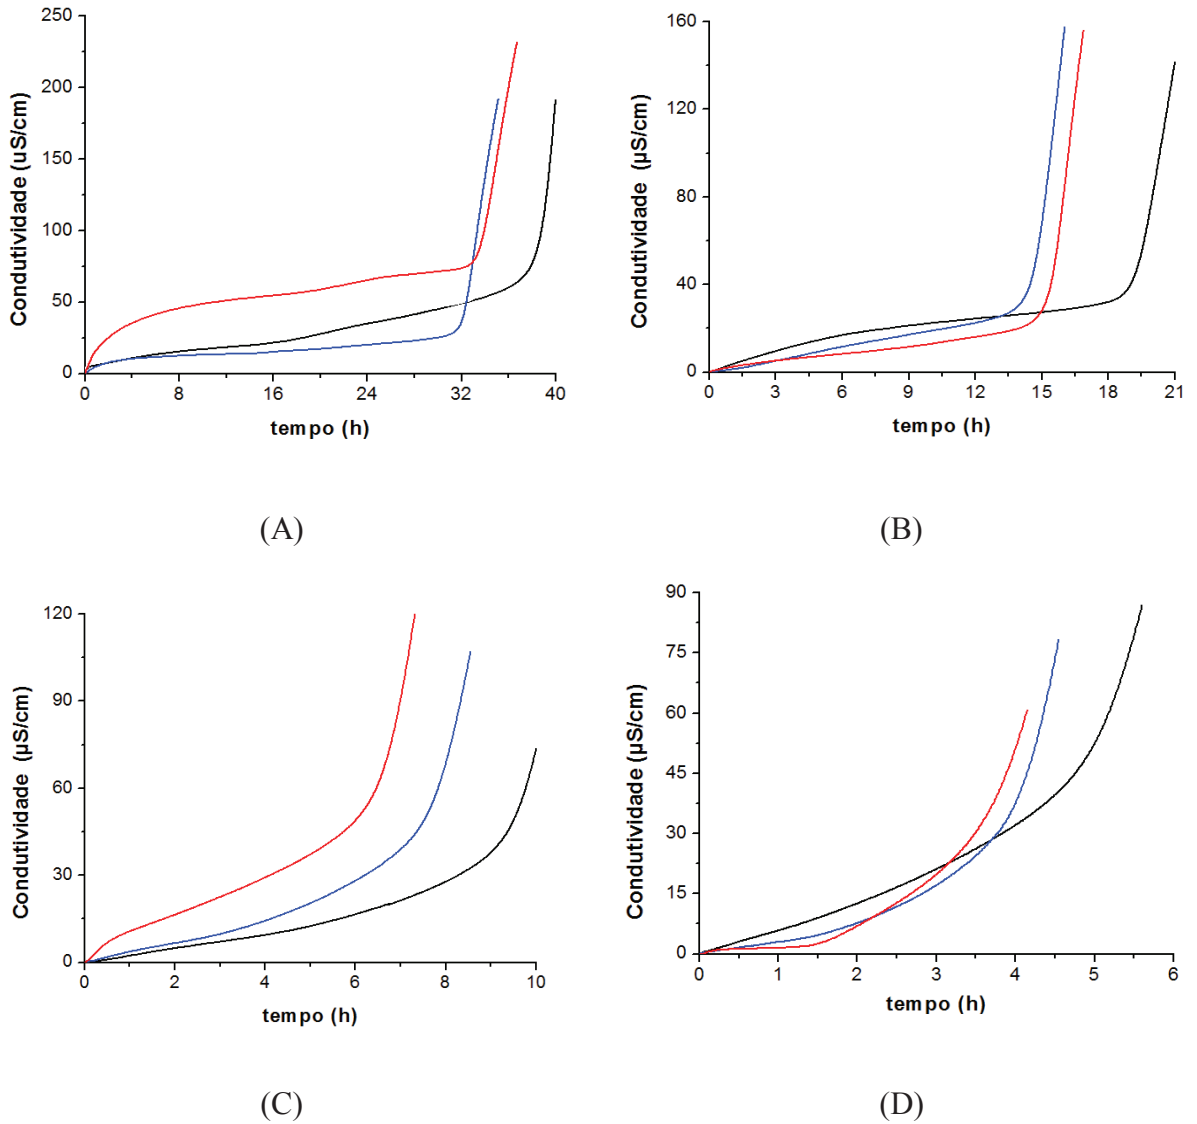 250
200
150
100
50
0
Condutividade (uS/cm)
0 8 16 24 32 40
tempo (h)
(A)
160
120
80
40
0
Condutividade (µS/cm)
0 3 6 9 12 15 18 21
tempo (h)
(B)
120
90
60
30
0
Condutividade (µS/cm)
0 2 4 6 8 10
tempo (h)
(C)
90
75
60
45
30
15
0
Condutividade (µS/cm)
0 1 2 3 4 5 6
tempo (h)
(D)